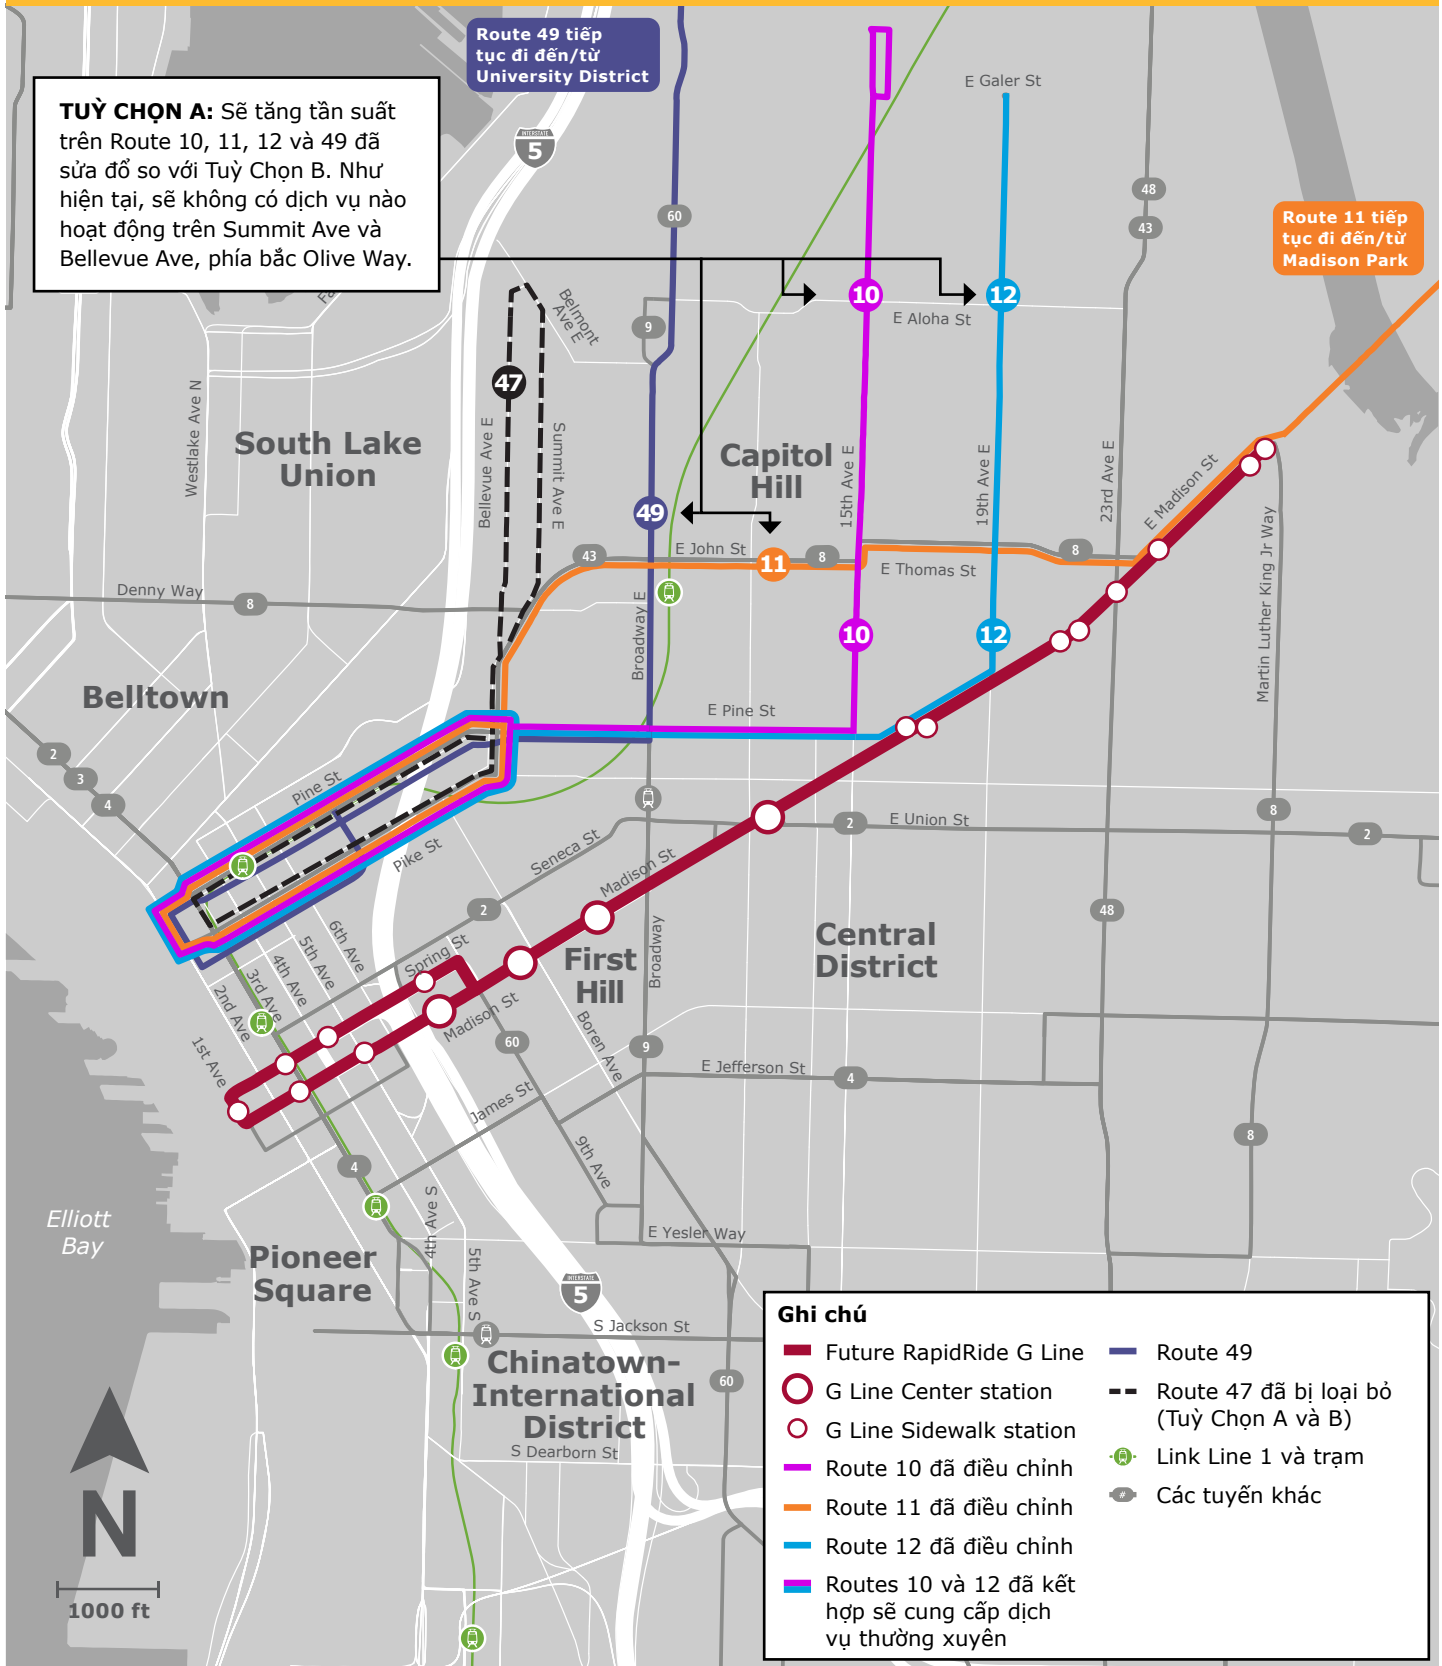 Route 49 tiếp
tục đi đến/từ
University District
TUỲ CHỌN A: Sẽ tăng tần suất
trên Route 10, 11, 12 và 49 đã
sửa đổ so với Tuỳ Chọn B. Như
hiện tại, sẽ không có dịch vụ nào
hoạt động trên Summit Ave và
Bellevue Ave, phía bắc Olive Way.
INTERSTATE
5
E Galer St
48
43
60
Route 11 tiếp
tục đi đến/từ
Madison Park
10
12
E Aloha St
Belmont
Ave E
9
47
Westlake Ave N
South Lake
Union
Bellevue Ave E
Summit Ave E
Capitol
Hill
15th Ave E
19th Ave E
23rd Ave E
E Madison St
49
43
E John St
8
11
E Thomas St
8
Martin Luther King Jr Way
Denny Way
8
Broadway E
10
12
Belltown
E Pine St
2
3
4
Pine St
Pike St
8
2
E Union St
2
Seneca St
Madison St
2
48
6th Ave
5th Ave
4th Ave
3rd Ave
2nd Ave
1st Ave
Spring St
First
Hill
Broadway
Central
District
Madison St
60
Boren Ave
9
E Jefferson St
4
James St
9th Ave
8
4
Elliott
Bay
Pioneer
Square
4th Ave S
5th Ave S
E Yesler Way
INTERSTATE
5
S Jackson St
Chinatown-
International
District
60
S Dearborn St
N
1000 ft
Ghi chú
Future RapidRide G Line
G Line Center station
G Line Sidewalk station
Route 10 đã điều chỉnh
Route 11 đã điều chỉnh
Route 12 đã điều chỉnh
Routes 10 và 12 đã kết
hợp sẽ cung cấp dịch
vụ thường xuyên
Route 49
Route 47 đã bị loại bỏ
(Tuỳ Chọn A và B)
Link Line 1 và trạm
#
Các tuyến khác